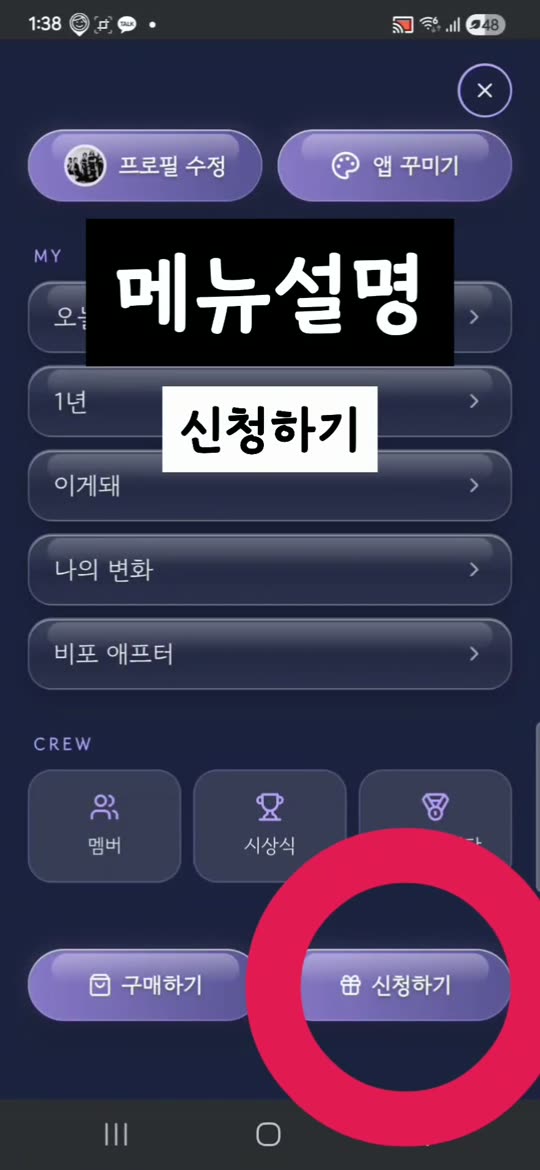 1:38
TALK
6
48
프로필 수정
앱 꾸미기
MY
메뉴설명
1년
신청하기
이게돼
나의 변화
비포 애프터
CREW
멤버
시상식
구매하기
신청하기